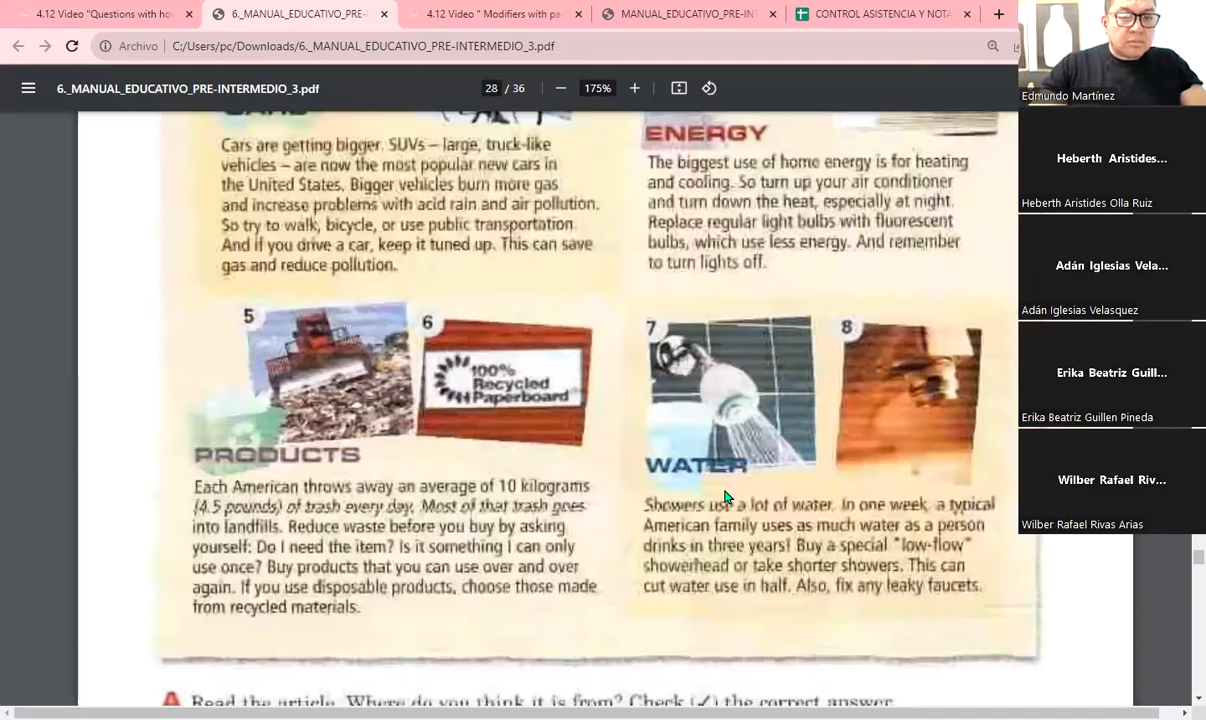 4.12 Video "Questions with how
6._MANUAL_EDUCATIVO_PRE-
4.12 Video " Modifiers with pa
MANUAL_EDUCATIVO_PRE-INT
CONTROL ASISTENCIA Y NOTA
Archivo
C:/Users/pc/Downloads/6._MANUAL_EDUCATIVO_PRE-INTERMEDIO_3.pdf
6._MANUAL_EDUCATIVO_PRE-INTERMEDIO_3.pdf
28 / 36
175%
CARS
Cars are getting bigger. SUVs – large, truck-like
vehicles – are now the most popular new cars in
the United States. Bigger vehicles burn more gas
and increase problems with acid rain and air pollution.
So try to walk, bicycle, or use public transportation.
And if you drive a car, keep it tuned up. This can save
gas and reduce pollution.
ENERGY
The biggest use of home energy is for heating
and cooling. So turn up your air conditioner
and turn down the heat, especially at night.
Replace regular light bulbs with fluorescent
bulbs, which use less energy. And remember
to turn lights off.
5
6
100%
Recycled
Paperboard
PRODUCTS
Each American throws away an average of 10 kilograms
(4.5 pounds) of trash every day. Most of that trash goes
into landfills. Reduce waste before you buy by asking
yourself: Do I need the item? Is it something I can only
use once? Buy products that you can use over and over
again. If you use disposable products, choose those made
from recycled materials.
7
8
WATER
Showers use a lot of water. In one week, a typical
American family uses as much water as a person
drinks in three years! Buy a special "low-flow"
showerhead or take shorter showers. This can
cut water use in half. Also, fix any leaky faucets.
A Read the article. Where do you think it is from? Check (✓) the correct answer.
Edmundo Martínez
Heberth Aristides...
Heberth Aristides Olla Ruiz
Adán Iglesias Vela...
Adán Iglesias Velasquez
Erika Beatriz Guill...
Erika Beatriz Guillen Pineda
Wilber Rafael Riv...
Wilber Rafael Rivas Arias